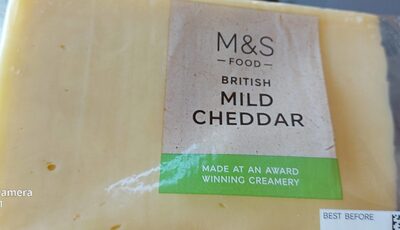 M&S
FOOD
BRITISH
MILD
CHEDDAR
MADE AT AN AWARD
WINNING CREAMERY
BEST BEFORE